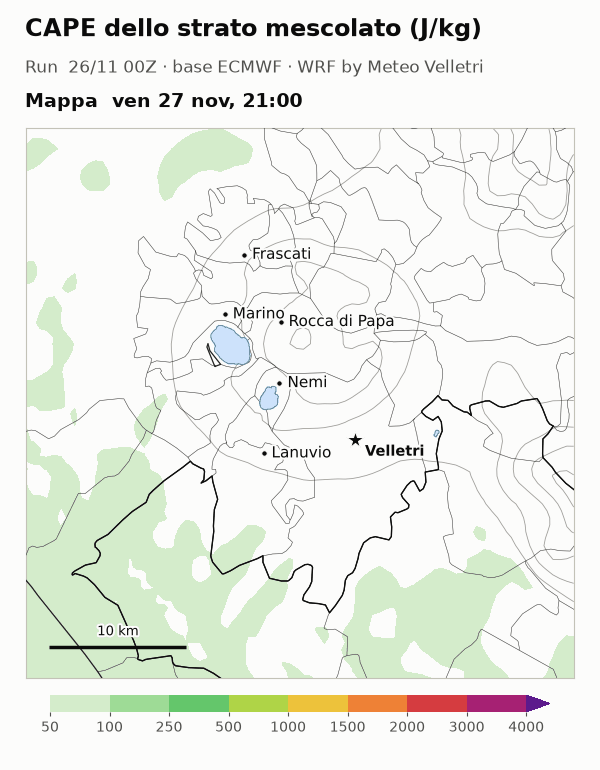 CAPE dello strato mescolato (J/kg)
Run  26/11 00Z · base ECMWF · WRF by Meteo Velletri
Mappa  ven 27 nov, 21:00
Frascati
Marino
Rocca di Papa
Nemi
Velletri
Lanuvio
10 km
50 100 250 500 1000 1500 2000 3000 4000